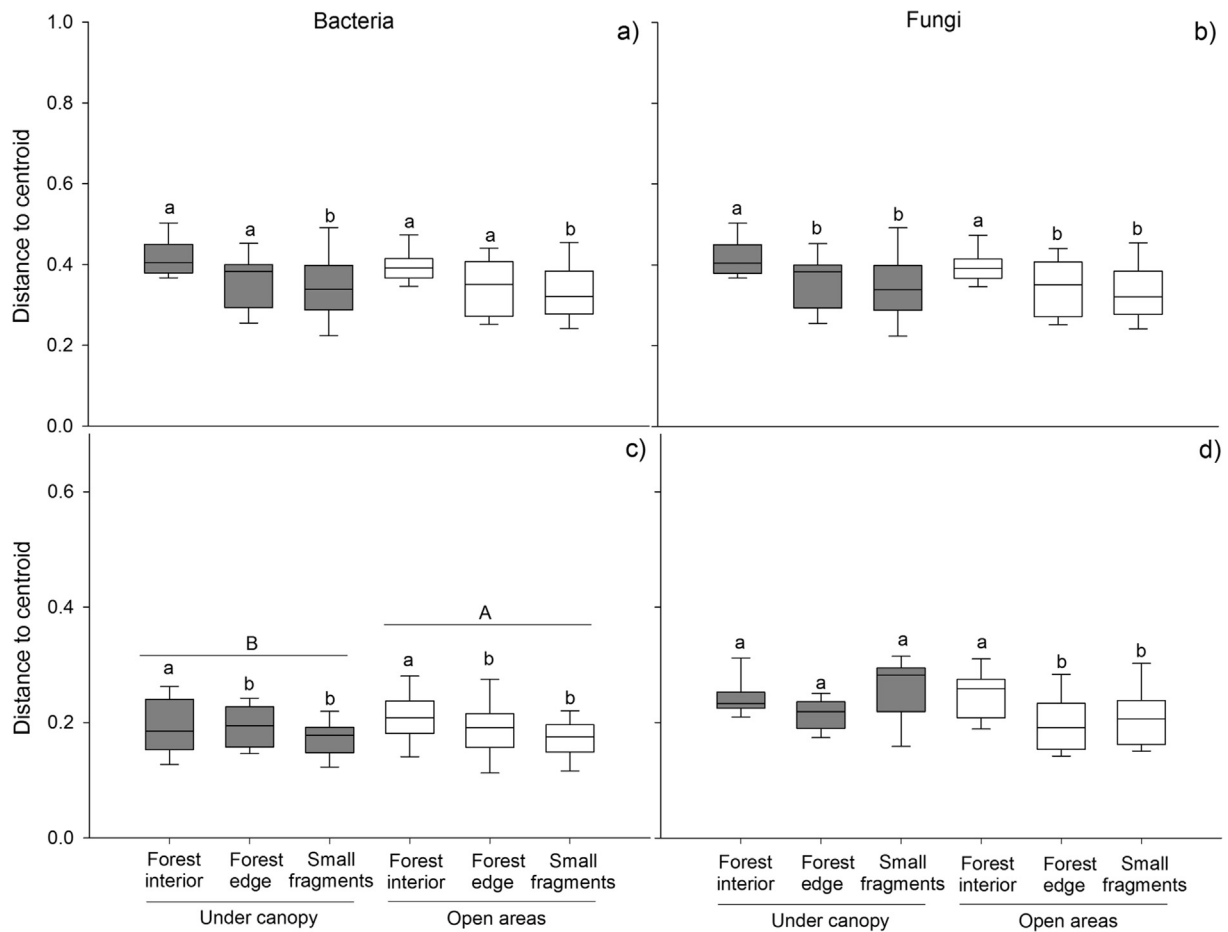 Bacteria
a)
Distance to centroid
1.0
0.8
0.6
0.4
0.2
0.0
a
a
b
a
a
b
Fungi
b)
a
b
b
a
b
b
c)
Distance to centroid
0.6
0.4
0.2
0.0
B
A
a
b
b
a
b
b
Forest interior
Forest edge
Small fragments
Forest interior
Forest edge
Small fragments
Under canopy
Open areas
d)
a
a
a
a
b
b
Forest interior
Forest edge
Small fragments
Forest interior
Forest edge
Small fragments
Under canopy
Open areas